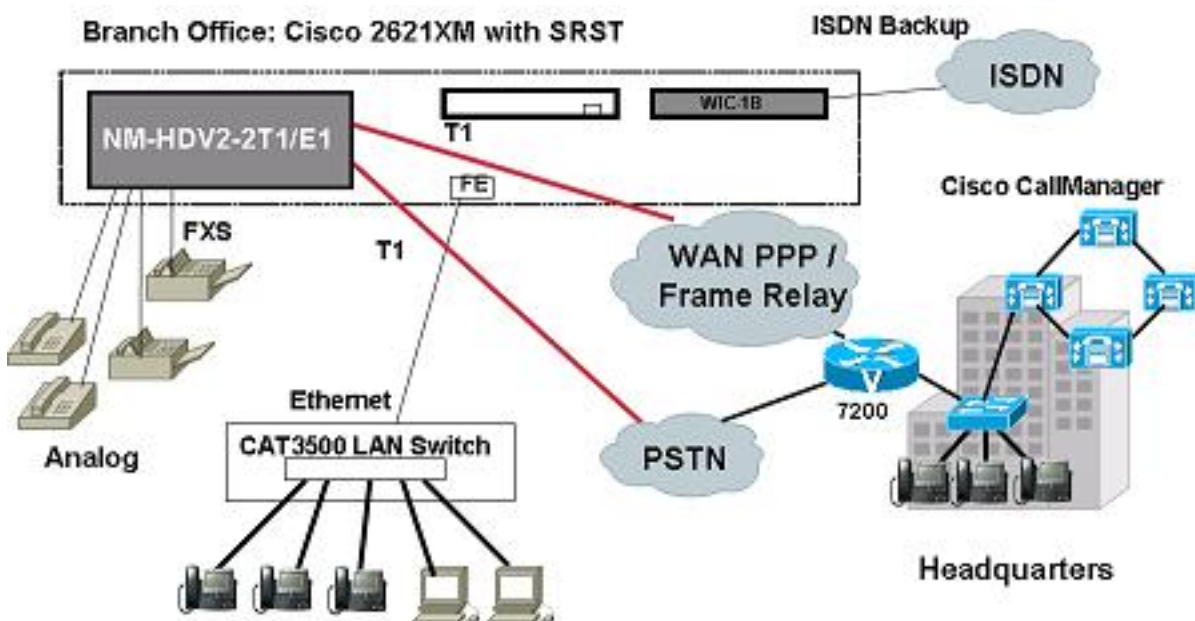 Branch Office: Cisco 2621XM with SRST
ISDN Backup
ISDN
NM-HDV2-2T1/E1
T1
WIC-1B
FE
Cisco CallManager
FXS
T1
WAN PPP /
Frame Relay
Ethernet
V
7200
CAT3500 LAN Switch
Analog
PSTN
Headquarters